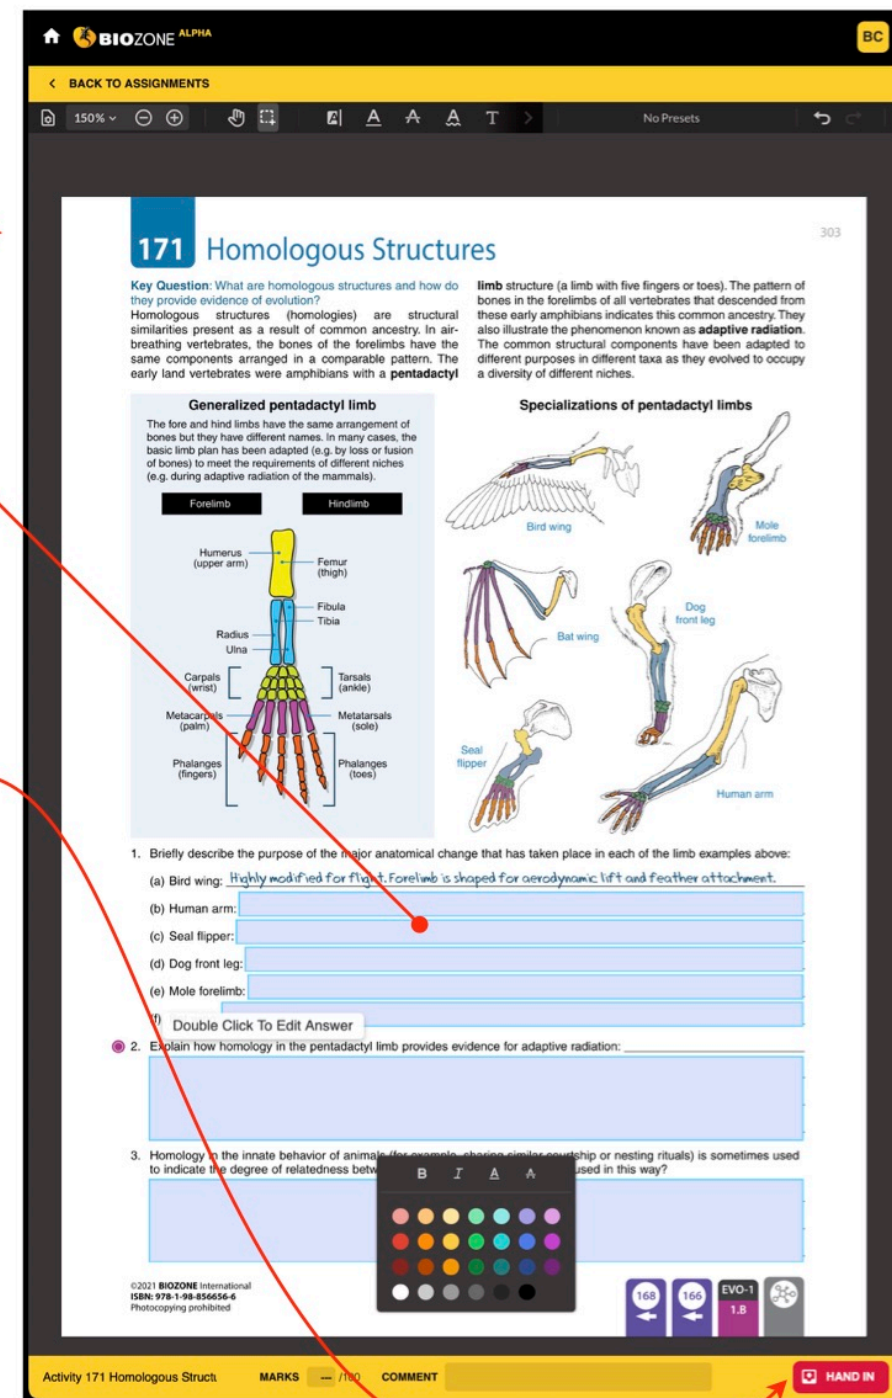 BIOZONE ALPHA
BC
< BACK TO ASSIGNMENTS
150%
A
A
A
A
T
No Presets
303
171 Homologous Structures
Key Question: What are homologous structures and how do
they provide evidence of evolution?
Homologous structures (homologies) are structural
similarities present as a result of common ancestry. In air-
breathing vertebrates, the bones of the forelimbs have the
same components arranged in a comparable pattern. The
early land vertebrates were amphibians with a pentadactyl
limb structure (a limb with five fingers or toes). The pattern of
bones in the forelimbs of all vertebrates that descended from
these early amphibians indicates this common ancestry. They
also illustrate the phenomenon known as adaptive radiation.
The common structural components have been adapted to
different purposes in different taxa as they evolved to occupy
a diversity of different niches.
Generalized pentadactyl limb
The fore and hind limbs have the same arrangement of
bones but they have different names. In many cases, the
basic limb plan has been adapted (e.g. by loss or fusion
of bones) to meet the requirements of different niches
(e.g. during adaptive radiation of the mammals).
Forelimb
Hindlimb
Humerus
(upper arm)
Femur
(thigh)
Fibula
Tibia
Radius
Ulna
Carpals
(wrist)
Tarsals
(ankle)
Metacarpals
(palm)
Metatarsals
(sole)
Phalanges
(fingers)
Phalanges
(toes)
Specializations of pentadactyl limbs
Bird wing
Mole
forelimb
Bat wing
Dog
front leg
Seal
flipper
Human arm
1. Briefly describe the purpose of the major anatomical change that has taken place in each of the limb examples above:
(a) Bird wing: Highly modified for flight. Forelimb is shaped for aerodynamic lift and feather attachment.
(b) Human arm:
(c) Seal flipper:
(d) Dog front leg:
(e) Mole forelimb:
(f)
Double Click To Edit Answer
2. Explain how homology in the pentadactyl limb provides evidence for adaptive radiation:
3. Homology in the innate behavior of animals (for example, sharing similar courtship or nesting rituals) is sometimes used
to indicate the degree of relatedness betw
used in this way?
B I A A
©2021 BIOZONE International
ISBN: 978-1-98-856656-6
Photocopying prohibited
168
166
EVO-1
1.B
Activity 171 Homologous Struct
MARKS -- /100
COMMENT
HAND IN